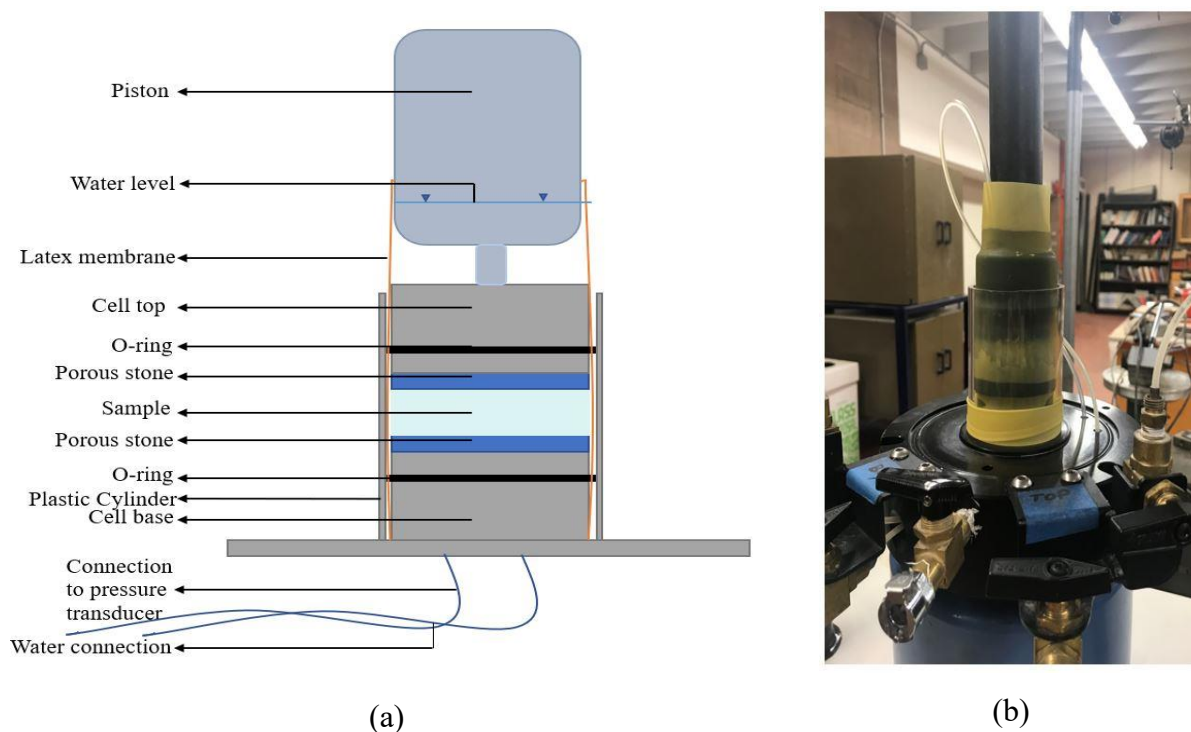 Piston
Water level
Latex membrane
Cell top
O-ring
Porous stone
Sample
Porous stone
O-ring
Plastic Cylinder
Cell base
Connection
to pressure
transducer
Water connection
(a)
TOP
(b)